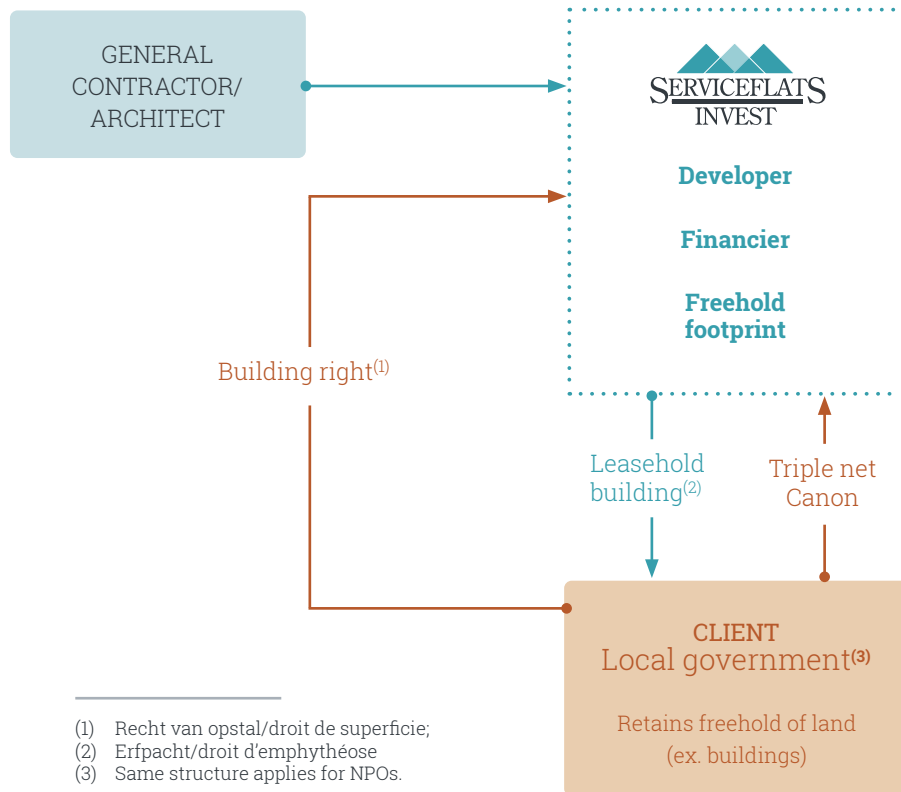 GENERAL
CONTRACTOR/
ARCHITECT
SERVICEFLATS
INVEST
Developer
Financier
Freehold
footprint
Building right(1)
Leasehold
building(2)
Triple net
Canon
CLIENT
Local government(3)
Retains freehold of land
(ex. buildings)
(1) Recht van opstal/droit de superficie;
(2) Erfpacht/droit d'emphythéose
(3) Same structure applies for NPOs.